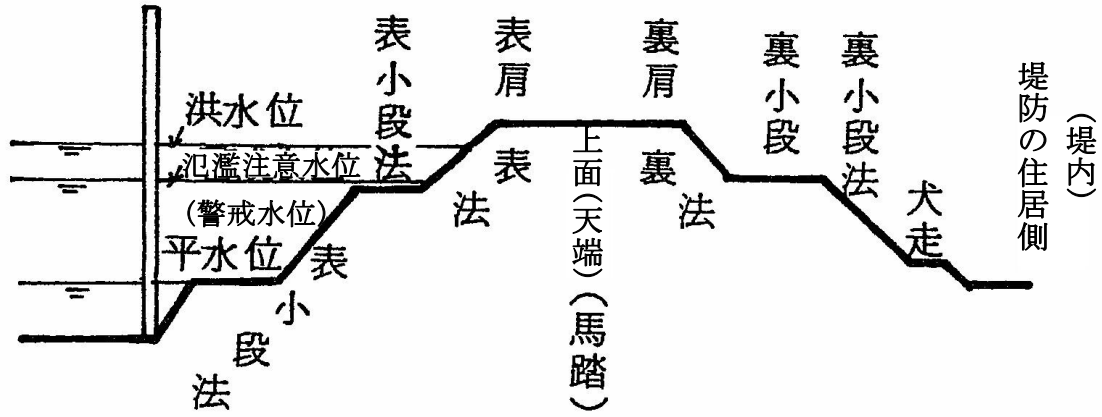 洪水位
氾濫注意水位
(警戒水位)
平水位
表小段法
表小段法
表肩
表法
上面(天端)(馬踏)
裏肩
裏法
裏小段
裏小段法
犬走
堤防の住居側
(堤内)